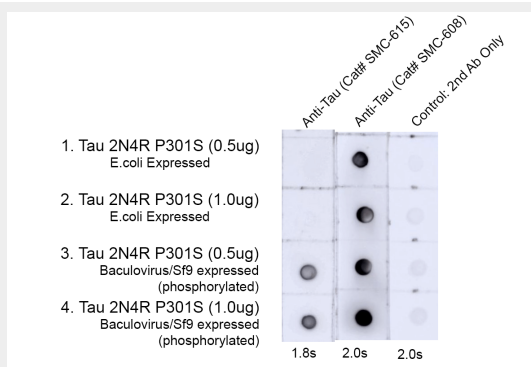 Anti-Tau (Cat# SMC-615)
Anti-Tau (Cat# SMC-608)
Control: 2nd Ab Only
1. Tau 2N4R P301S (0.5ug)
E.coli Expressed
2. Tau 2N4R P301S (1.0ug)
E.coli Expressed
3. Tau 2N4R P301S (0.5ug)
Baculovirus/Sf9 expressed
(phosphorylated)
4. Tau 2N4R P301S (1.0ug)
Baculovirus/Sf9 expressed
(phosphorylated)
1.8s 2.0s 2.0s